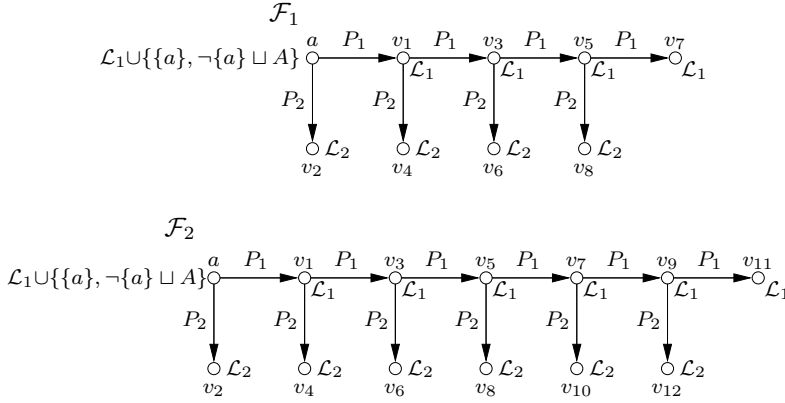 𝓕₁
a P₁ v₁ P₁ v₃ P₁ v₅ P₁ v₇
𝓛₁∪{{a}, ¬{a} ⊔ A} 𝓛₁ 𝓛₁ 𝓛₁ 𝓛₁
P₂ P₂ P₂ P₂
𝓛₂ 𝓛₂ 𝓛₂ 𝓛₂
v₂ v₄ v₆ v₈
𝓕₂
a P₁ v₁ P₁ v₃ P₁ v₅ P₁ v₇ P₁ v₉ P₁ v₁₁
𝓛₁∪{{a}, ¬{a} ⊔ A} 𝓛₁ 𝓛₁ 𝓛₁ 𝓛₁ 𝓛₁ 𝓛₁
P₂ P₂ P₂ P₂ P₂ P₂
𝓛₂ 𝓛₂ 𝓛₂ 𝓛₂ 𝓛₂ 𝓛₂
v₂ v₄ v₆ v₈ v₁₀ v₁₂